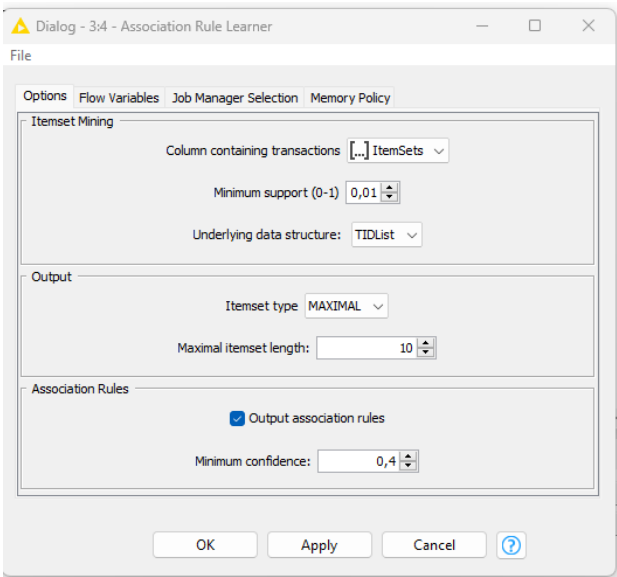 Dialog - 3:4 - Association Rule Learner
File
Options Flow Variables Job Manager Selection Memory Policy
Itemset Mining
Column containing transactions [...] ItemSets
Minimum support (0-1) 0,01
Underlying data structure: TIDList
Output
Itemset type MAXIMAL
Maximal itemset length: 10
Association Rules
Output association rules
Minimum confidence: 0,4
OK Apply Cancel ?